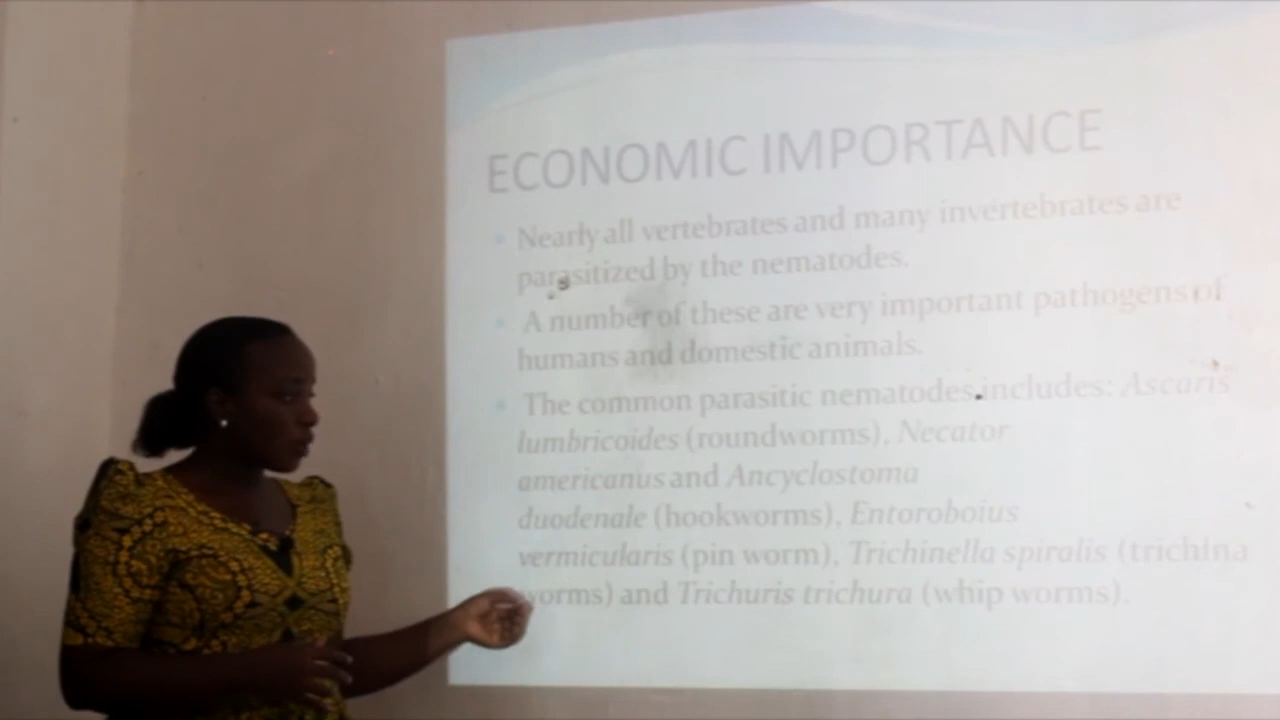 ECONOMIC IMPORTANCE
Nearly all vertebrates and many invertebrates are
parasitized by the nematodes.
A number of these are very important pathogens of
humans and domestic animals.
The common parasitic nematodes includes: Ascaris
lumbricoides (roundworms), Necator
americanus and Ancyclostoma
duodenale (hookworms), Entoroboius
vermicularis (pin worm), Trichinella spiralis (trichina
worms) and Trichuris trichura (whip worms).